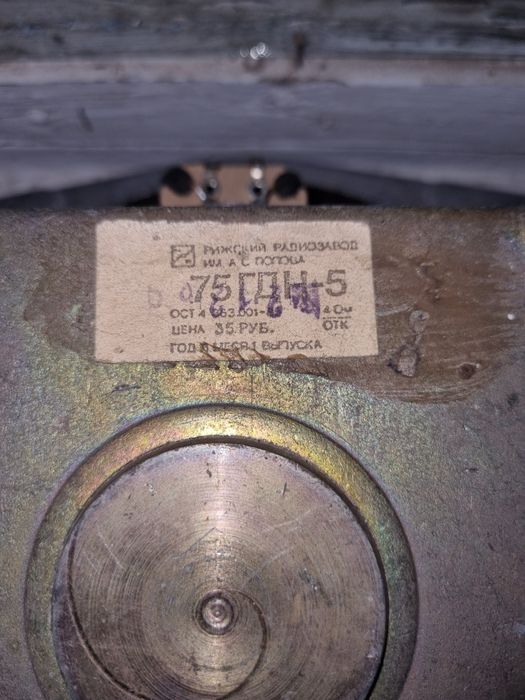 РИЖСКИЙ РАДИОЗАВОД
ИМ. А.С. ПОПОВА
75ГДН-5
ОСТ 4 4 Ом
ЦЕНА 35 РУБ. ОТК
ГОД И МЕСЯЦ ВЫПУСКА